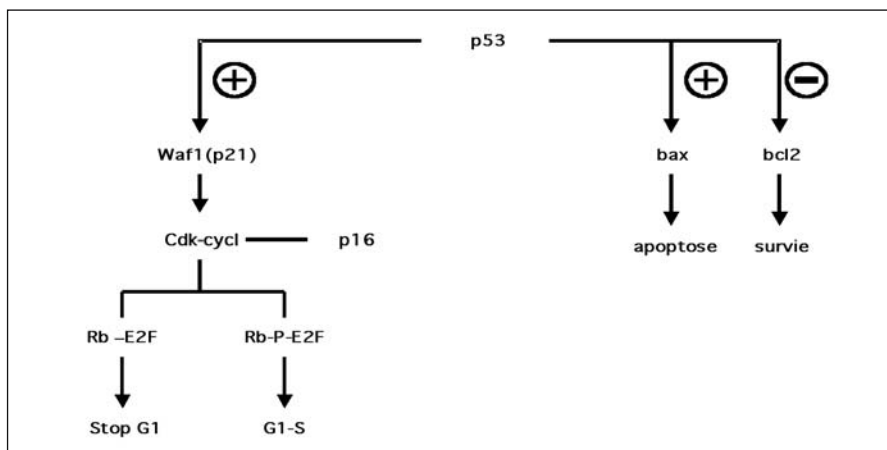 p53
+ + −
Waf1(p21) bax bcl2
Cdk-cycl p16 apoptose survie
Rb –E2F Rb-P-E2F
Stop G1 G1-S